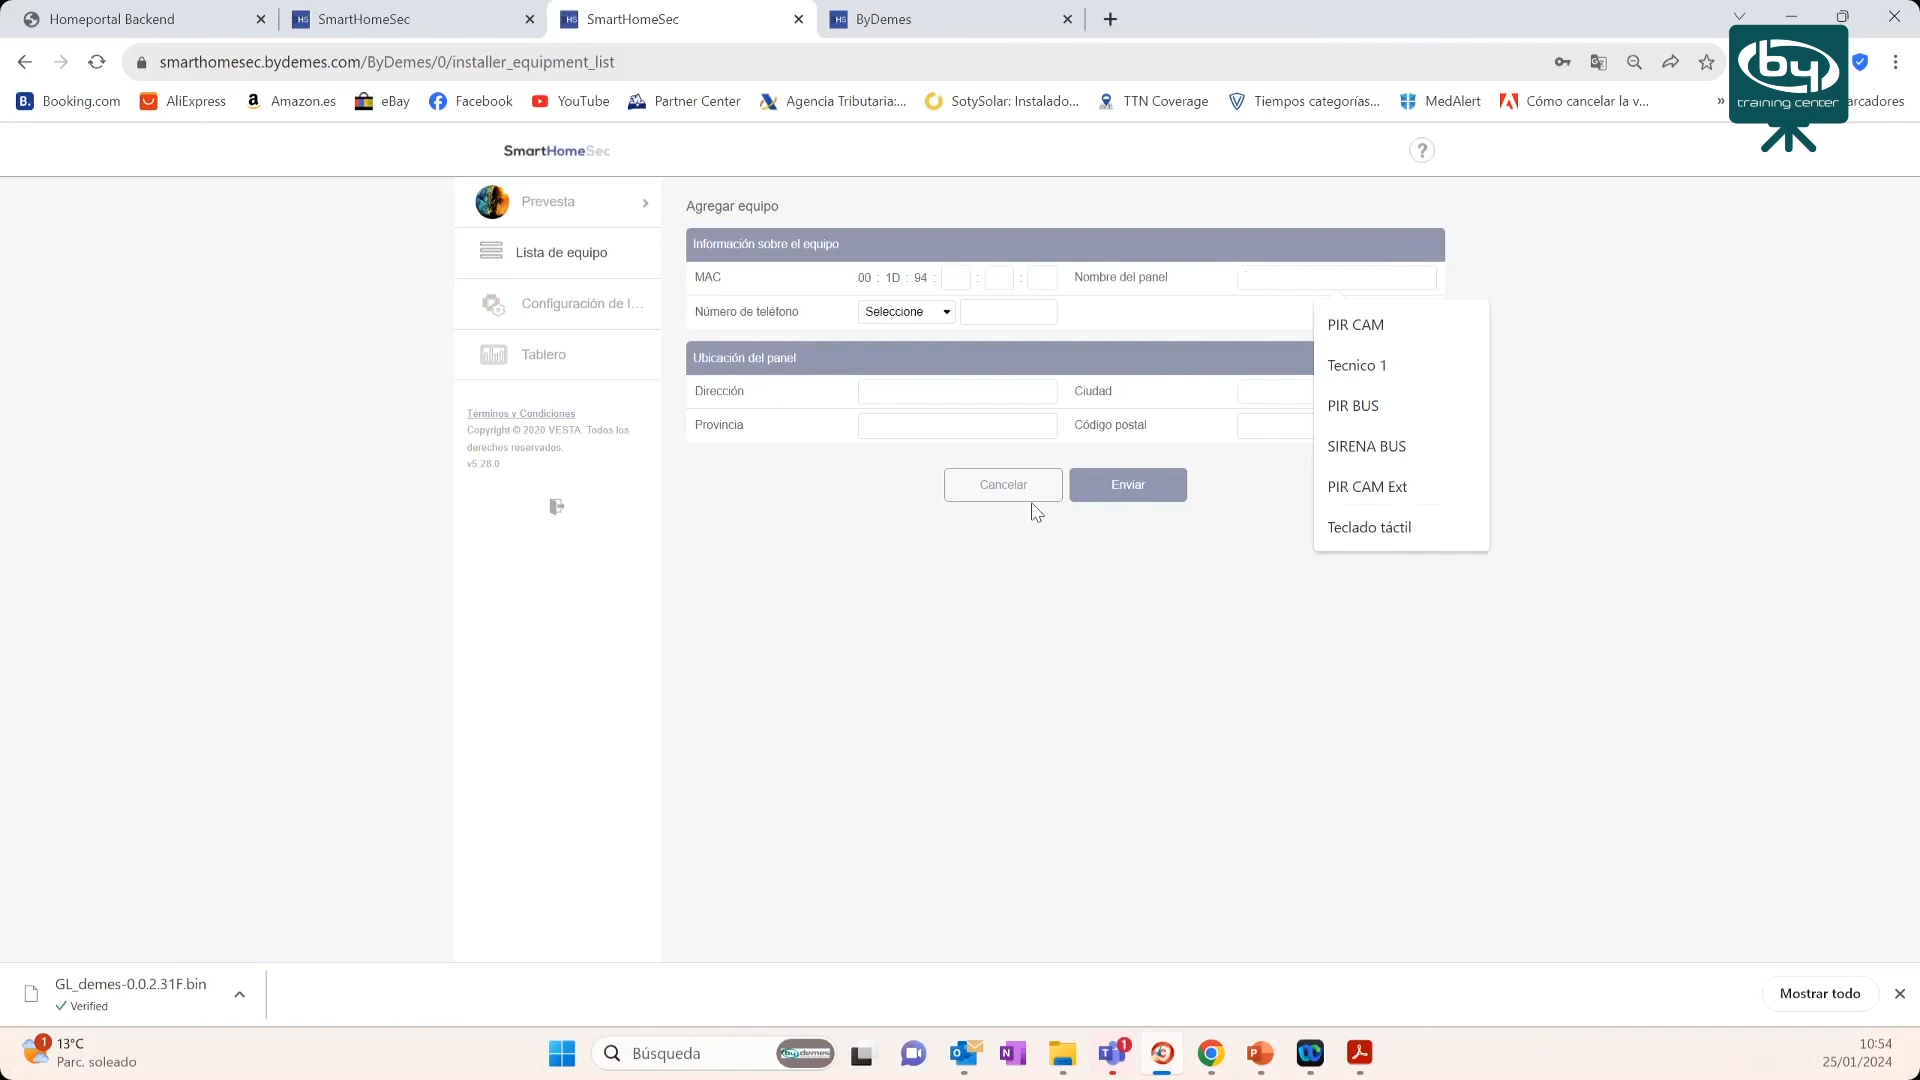 Homeportal Backend
SmartHomeSec
SmartHomeSec
ByDemes
smarthomesec.bydemes.com/ByDemes/0/installer_equipment_list
Booking.com
AliExpress
Amazon.es
eBay
Facebook
YouTube
Partner Center
Agencia Tributaria:...
SotySolar: Instalado...
TTN Coverage
Tiempos categorías...
MedAlert
Cómo cancelar la v...
»
arcadores
by
training center
SmartHomeSec
?
Prevesta
Lista de equipo
Configuración de l...
Tablero
Términos y Condiciones
Copyright © 2020 VESTA. Todos los
derechos reservados.
v5.28.0
Agregar equipo
Información sobre el equipo
MAC
00 : 1D : 94 : : :
Nombre del panel
Número de teléfono
Seleccione
Ubicación del panel
Dirección
Ciudad
Provincia
Código postal
Cancelar
Enviar
PIR CAM
Tecnico 1
PIR BUS
SIRENA BUS
PIR CAM Ext
Teclado táctil
GL_demes-0.0.2.31F.bin
Verified
Mostrar todo
1
13°C
Parc. soleado
Búsqueda
bydemes
1
10:54
25/01/2024